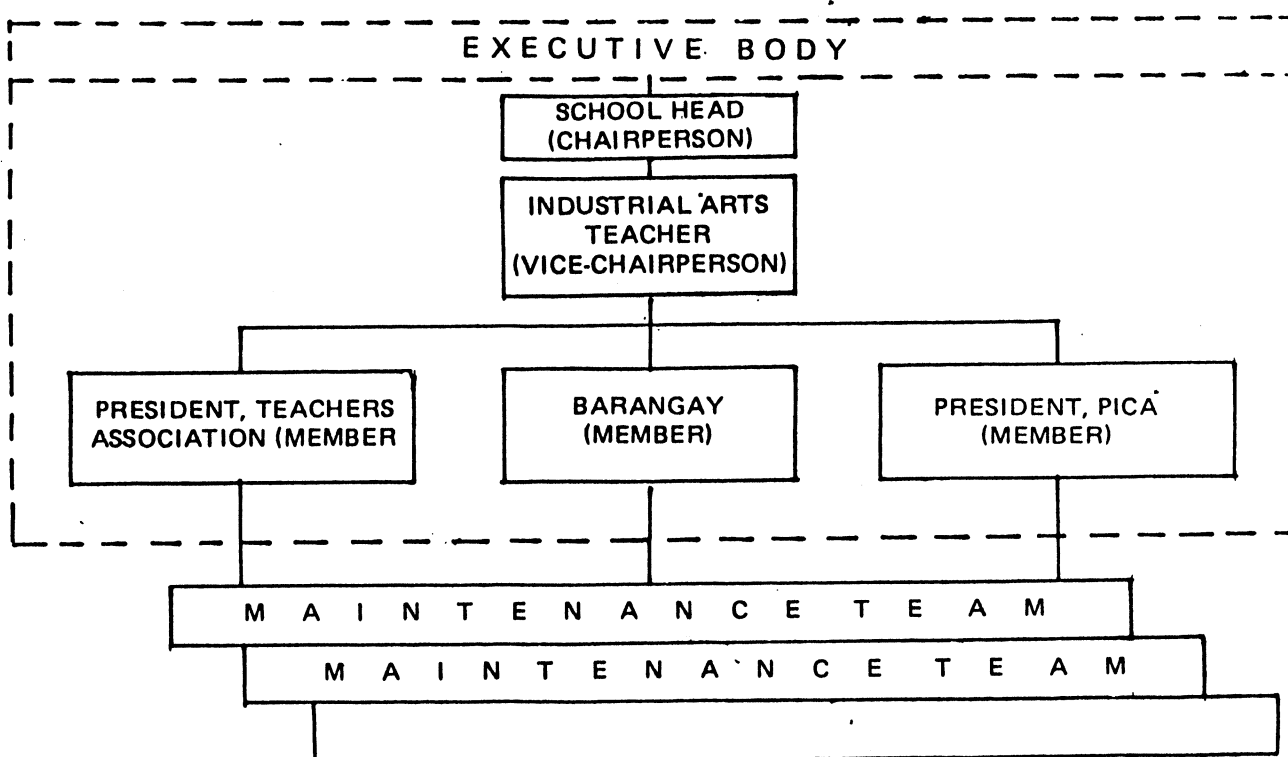 EXECUTIVE BODY
SCHOOL HEAD
(CHAIRPERSON)
INDUSTRIAL ARTS
TEACHER
(VICE-CHAIRPERSON)
PRESIDENT, TEACHERS
ASSOCIATION (MEMBER
BARANGAY
(MEMBER)
PRESIDENT, PICA
(MEMBER)
MAINTENANCE TEAM
MAINTENANCE TEAM